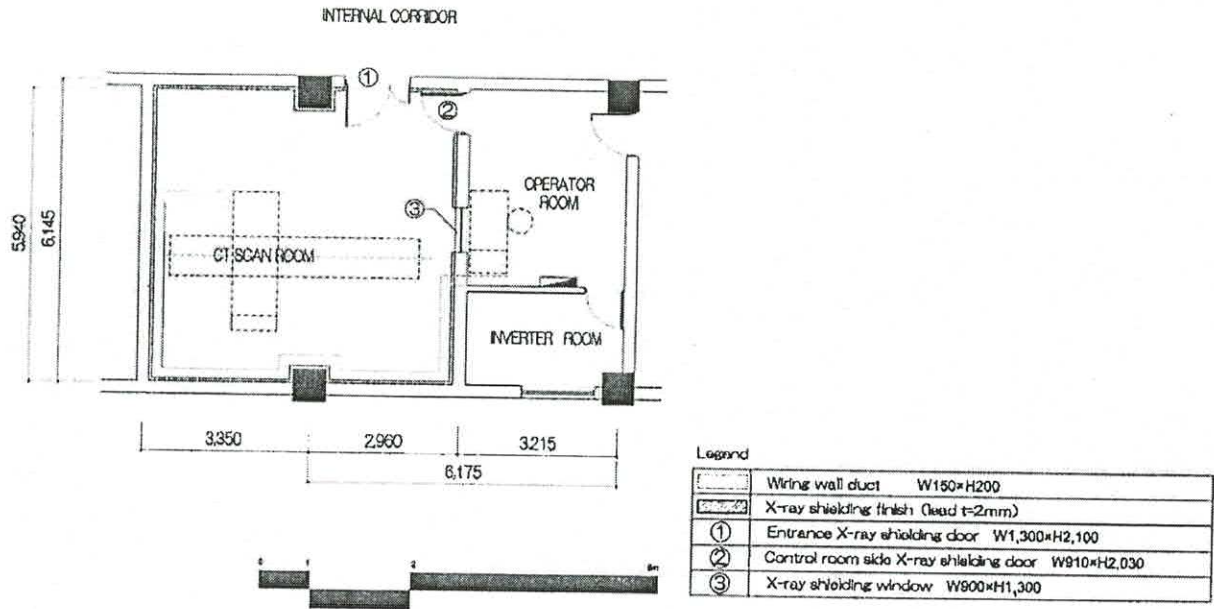 INTERNAL CORRIDOR
①
②
OPERATOR
ROOM
③
CT SCAN ROOM
INVERTER ROOM
5,940
6,145
3,350
2,960
3,215
6,175
Legend
Wiring wall duct W150×H200
X-ray shielding finish (lead t=2mm)
① Entrance X-ray shielding door W1,300×H2,100
② Control room side X-ray shielding door W910×H2,030
③ X-ray shielding window W900×H1,300
0 1 2